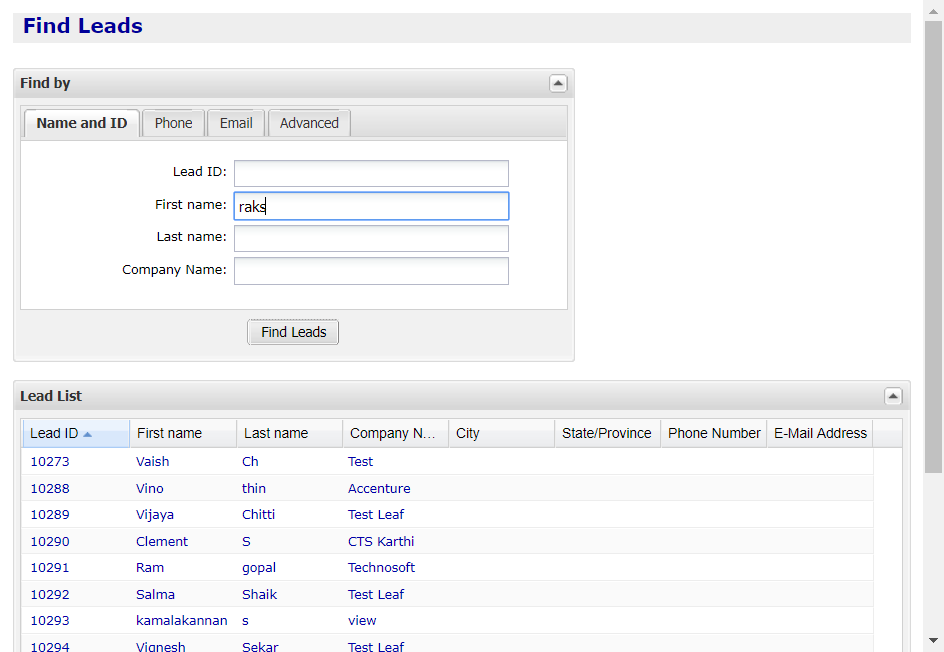 Find Leads
Find by
Name and ID Phone Email Advanced
Lead ID:
First name: raks
Last name:
Company Name:
Find Leads
Lead List
Lead ID First name Last name Company N... City State/Province Phone Number E-Mail Address
10273 Vaish Ch Test
10288 Vino thin Accenture
10289 Vijaya Chitti Test Leaf
10290 Clement S CTS Karthi
10291 Ram gopal Technosoft
10292 Salma Shaik Test Leaf
10293 kamalakannan s view
10294 Vignesh Sekar Test Leaf